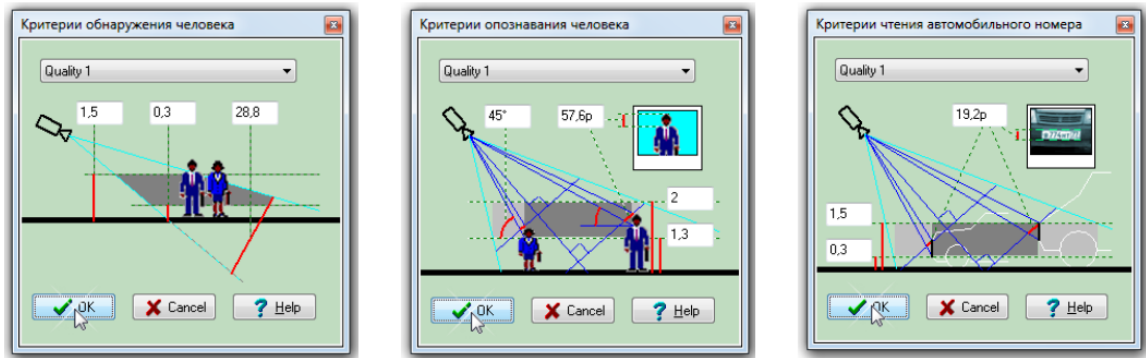 Критерии обнаружения человека
Quality 1
1,5
0,3
28,8
OK
Cancel
Help
Критерии опознавания человека
Quality 1
45°
57,6p
2
1,3
OK
Cancel
Help
Критерии чтения автомобильного номера
Quality 1
19,2p
1,5
0,3
OK
Cancel
Help